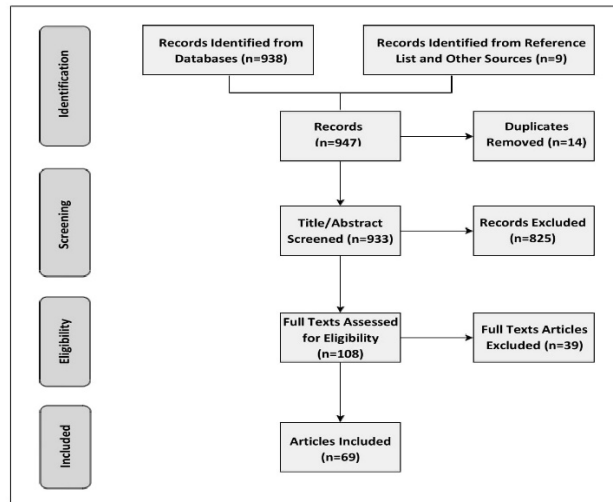 Identification
Records Identified from
Databases (n=938)
Records Identified from Reference
List and Other Sources (n=9)
Records
(n=947)
Duplicates
Removed (n=14)
Screening
Title/Abstract
Screened (n=933)
Records Excluded
(n=825)
Eligibility
Full Texts Assessed
for Eligibility
(n=108)
Full Texts Articles
Excluded (n=39)
Included
Articles Included
(n=69)